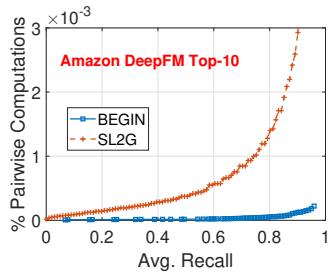 ×10⁻³
3
2
1
0
% Pairwise Computations
Amazon DeepFM Top-10
BEGIN
SL2G
0 0.2 0.4 0.6 0.8 1
Avg. Recall